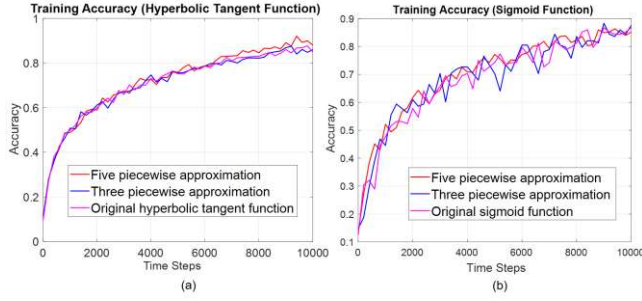 Training Accuracy (Hyperbolic Tangent Function)
1
0.8
0.6
0.4
0.2
0
Accuracy
Five piecewise approximation
Three piecewise approximation
Original hyperbolic tangent function
0 2000 4000 6000 8000 10000
Time Steps
(a)
Training Accuracy (Sigmoid Function)
0.9
0.8
0.7
0.6
0.5
0.4
0.3
0.2
0.1
Accuracy
Five piecewise approximation
Three piecewise approximation
Original sigmoid function
0 2000 4000 6000 8000 10000
Time Steps
(b)